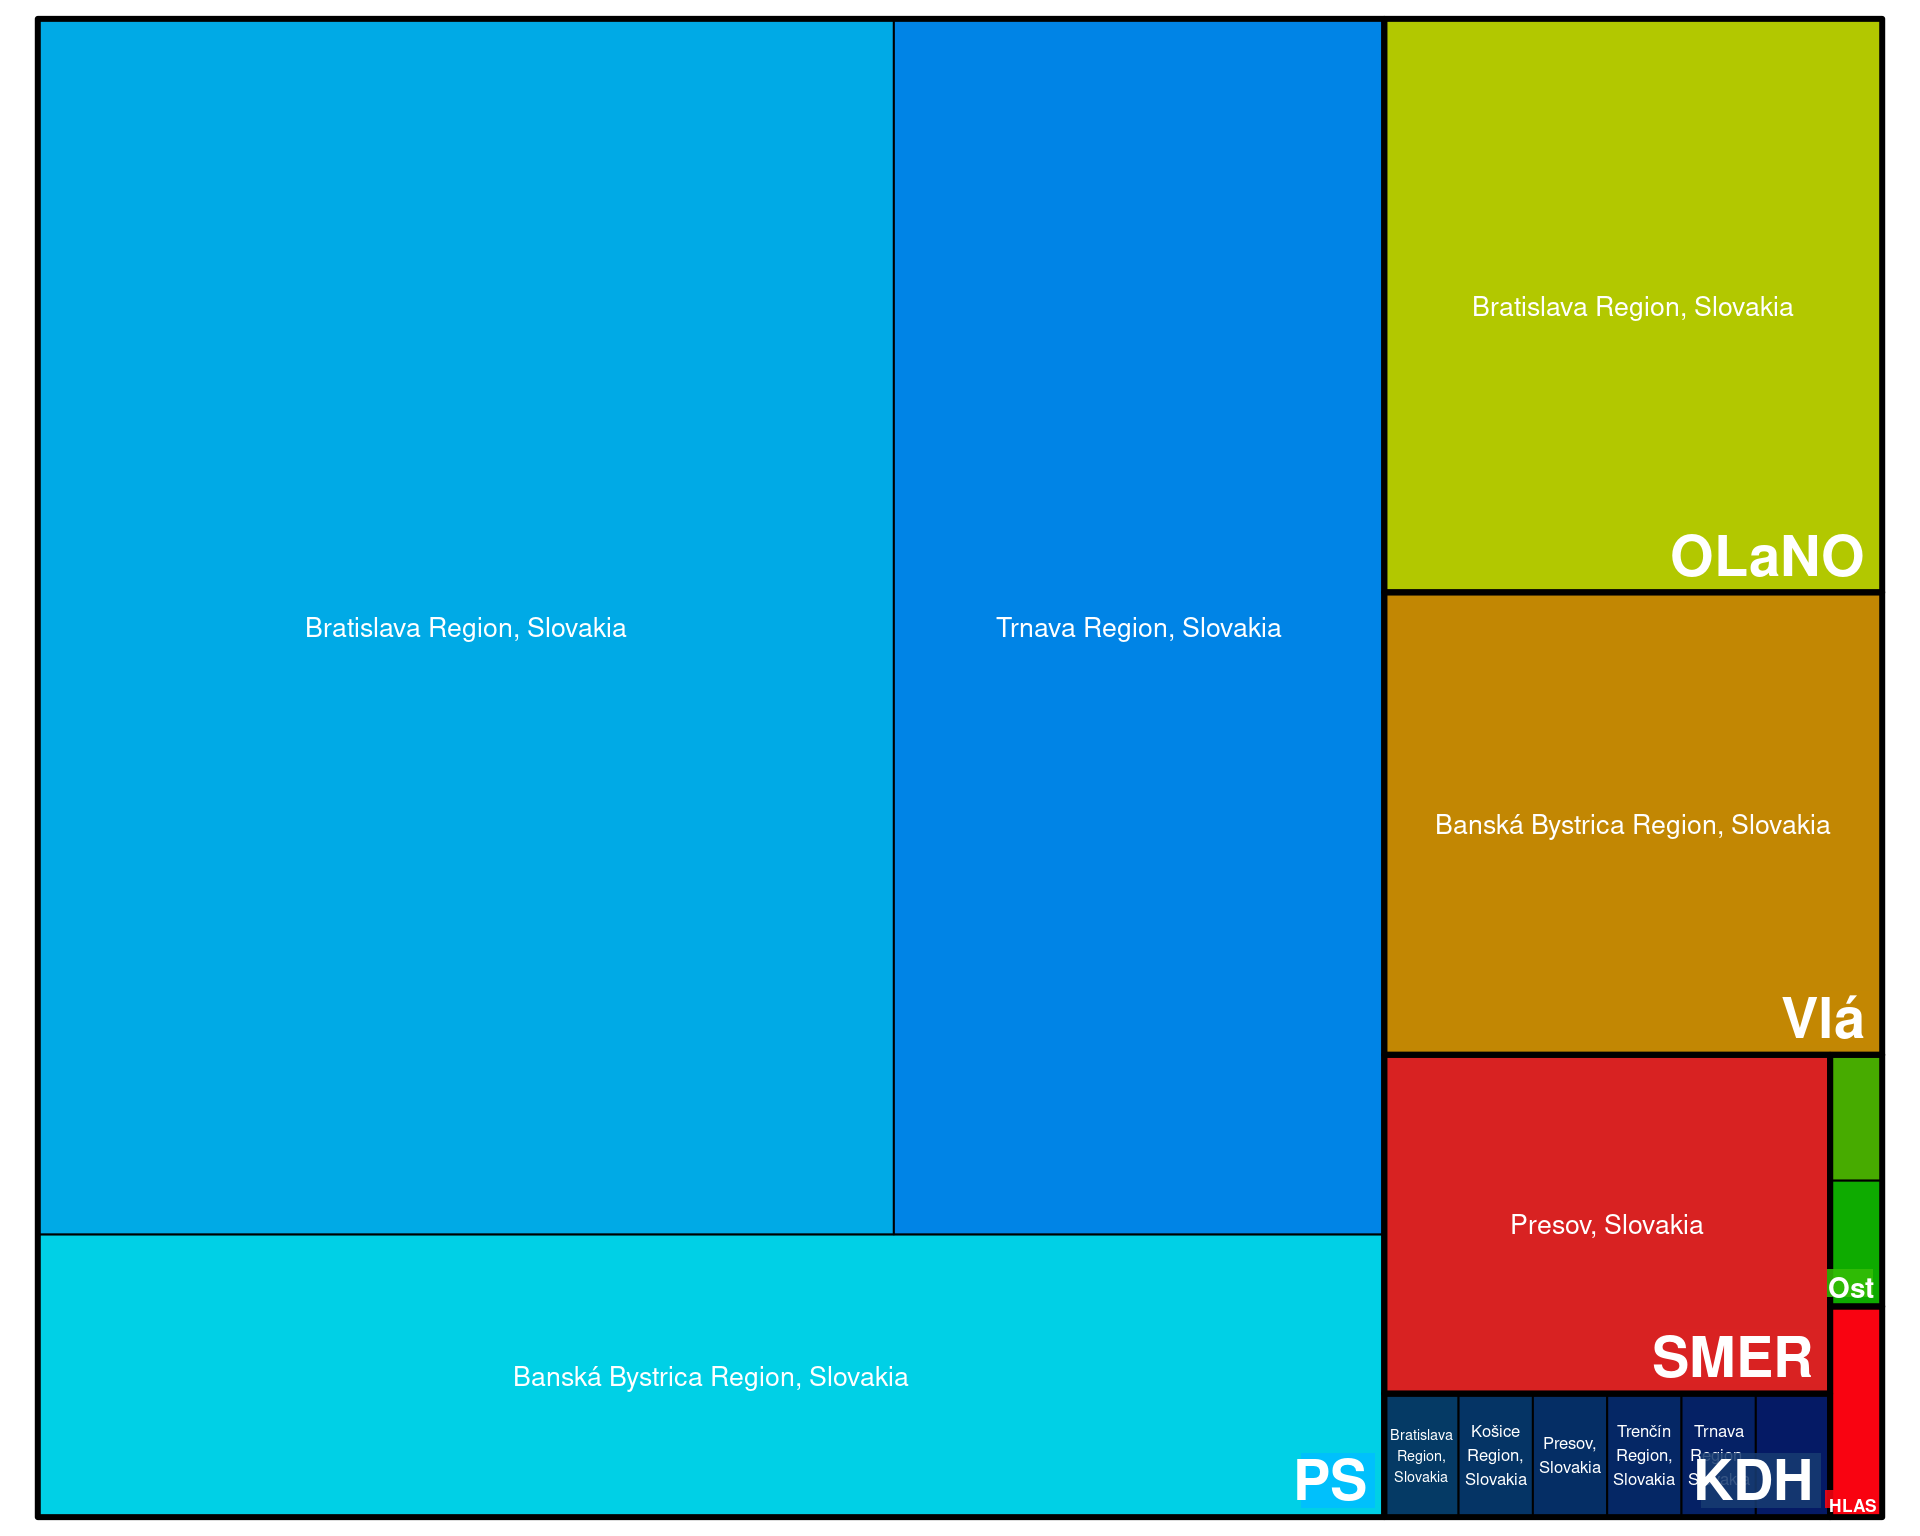 Bratislava Region, Slovakia
Trnava Region, Slovakia
Banská Bystrica Region, Slovakia
PS
Bratislava Region, Slovakia
OLaNO
Banská Bystrica Region, Slovakia
Vlá
Presov, Slovakia
SMER
Ost
Bratislava
Region,
Slovakia
Košice
Region,
Slovakia
Presov,
Slovakia
Trenčín
Region,
Slovakia
Trnava
Region,
KDH
HLAS